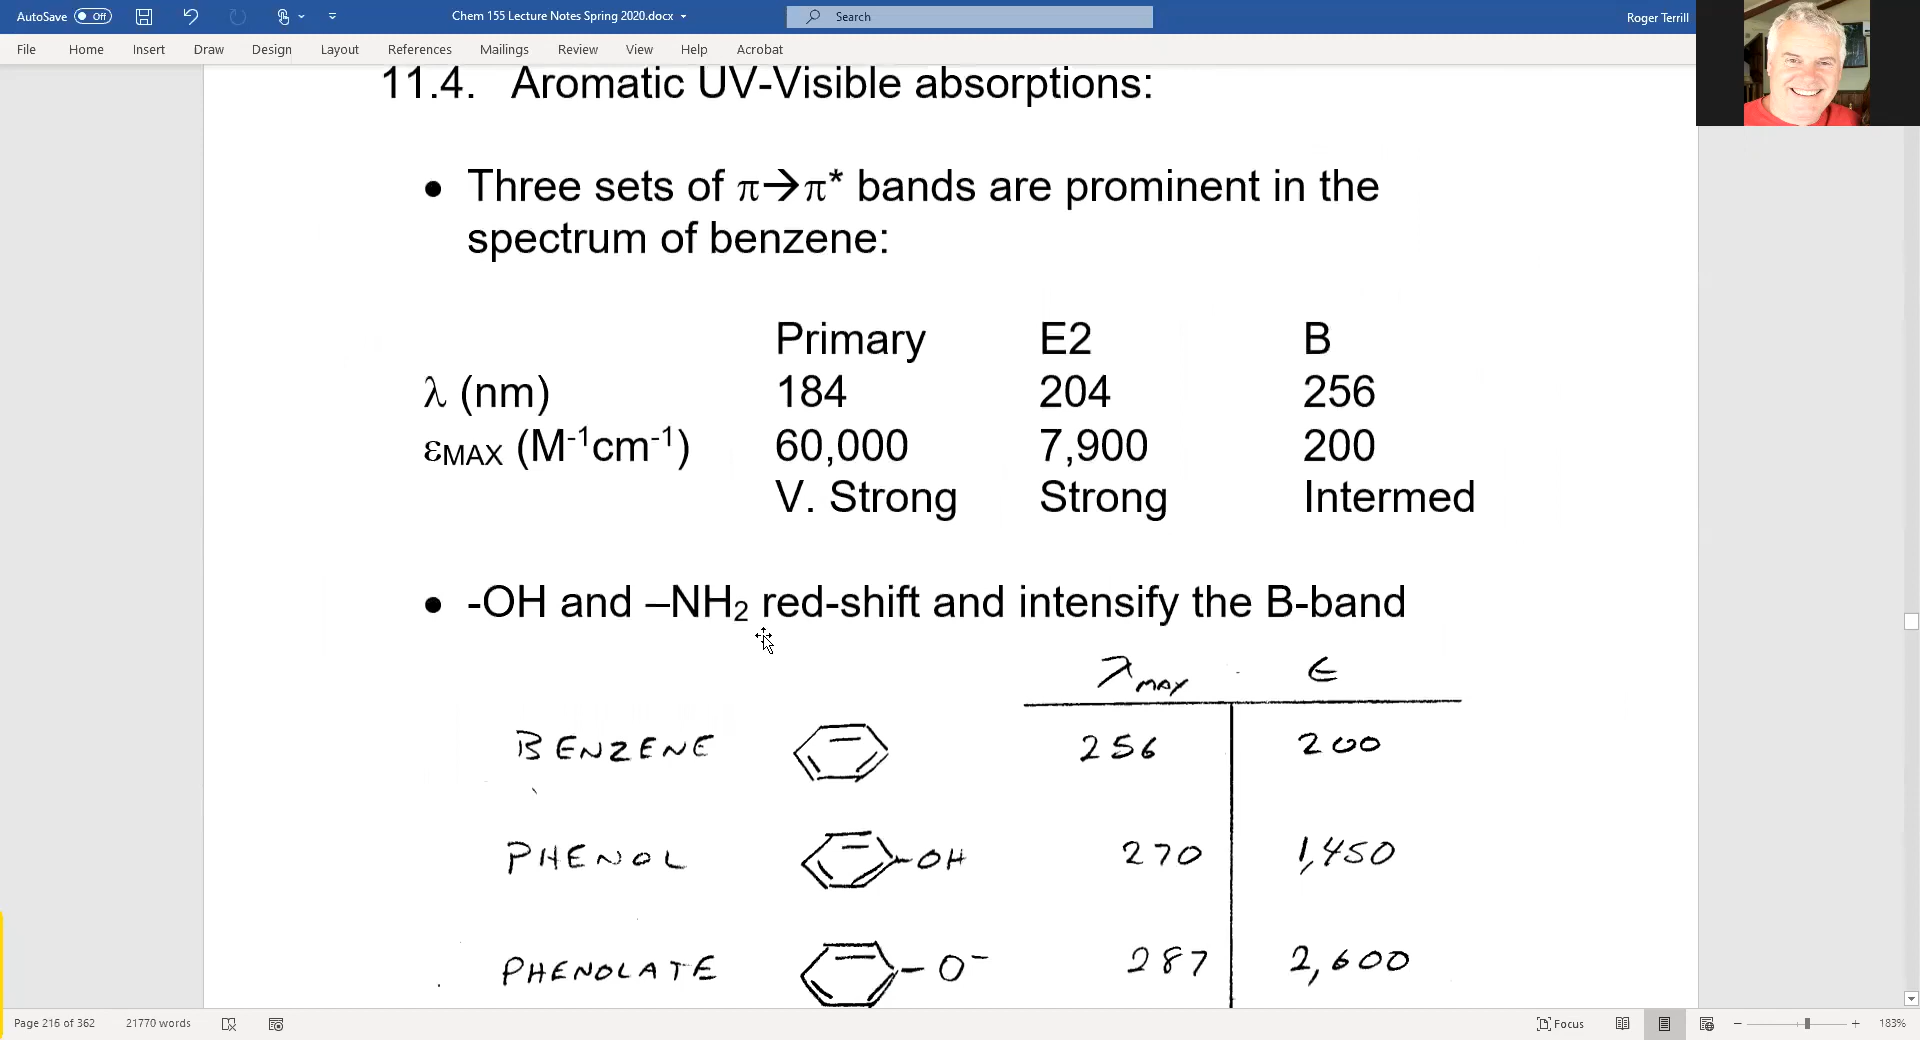 AutoSave Off Chem 155 Lecture Notes Spring 2020.docx Search Roger Terrill
File Home Insert Draw Design Layout References Mailings Review View Help Acrobat
11.4. Aromatic UV-Visible absorptions:
● Three sets of π→π* bands are prominent in the
spectrum of benzene:
Primary E2 B
λ (nm) 184 204 256
εMAX (M-1cm-1) 60,000 7,900 200
V. Strong Strong Intermed
● -OH and –NH2 red-shift and intensify the B-band
λMAX ε
BENZENE 256 200
PHENOL -OH 270 1,450
PHENOLATE -O- 287 2,600
Page 216 of 362 21770 words Focus 183%